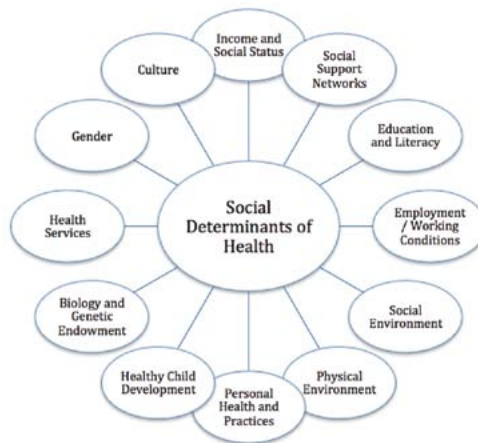 Income and
Social Status
Social
Support
Networks
Education
and Literacy
Employment
/ Working
Conditions
Social
Environment
Physical
Environment
Personal
Health and
Practices
Healthy Child
Development
Biology and
Genetic
Endowment
Health
Services
Gender
Culture
Social
Determinants of
Health